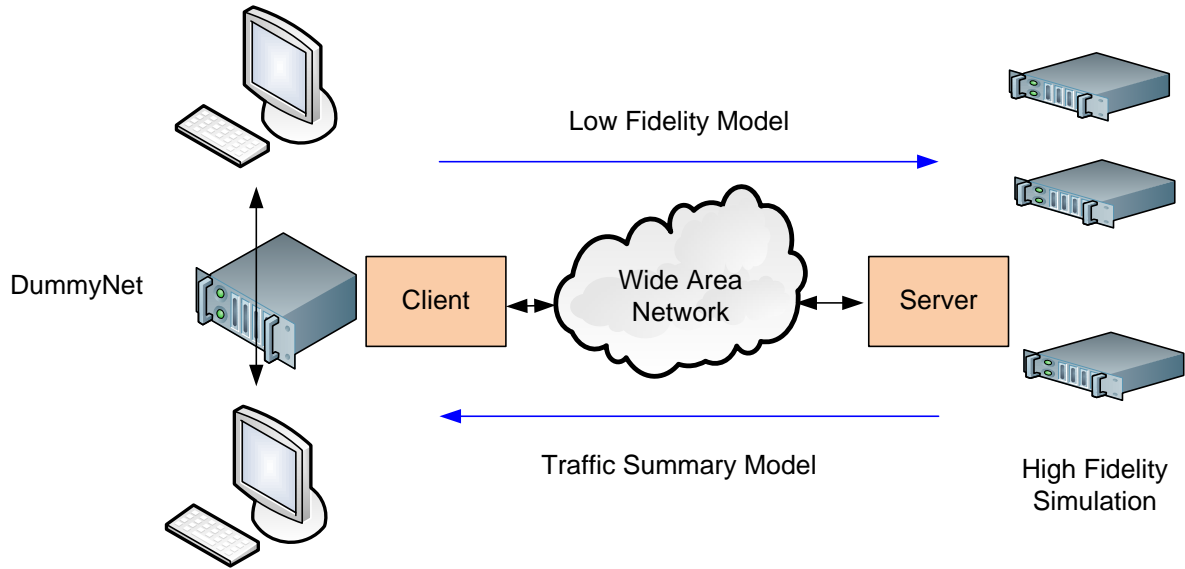 Low Fidelity Model
DummyNet
Client
Wide Area
Network
Server
Traffic Summary Model
High Fidelity
Simulation